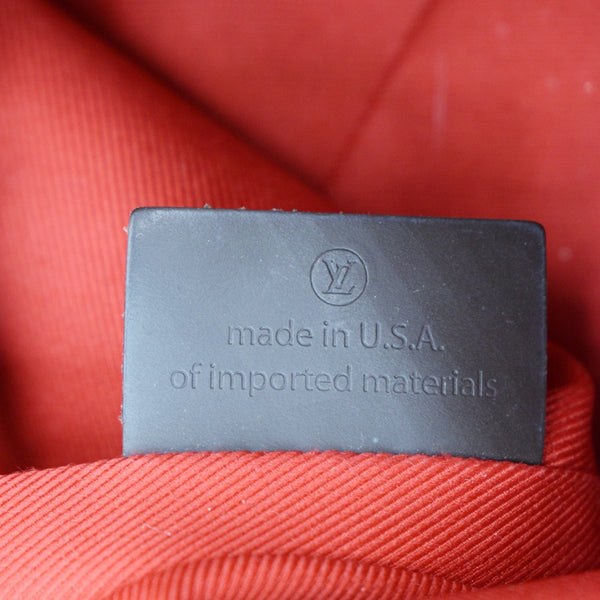 LV
made in U.S.A.
of imported materials